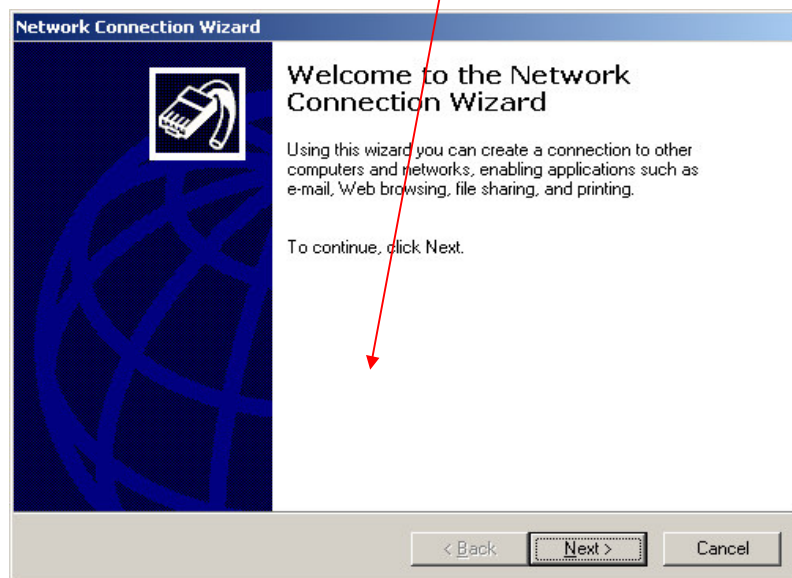 Network Connection Wizard
Welcome to the Network
Connection Wizard
Using this wizard you can create a connection to other
computers and networks, enabling applications such as
e-mail, Web browsing, file sharing, and printing.
To continue, click Next.
< Back
Next >
Cancel